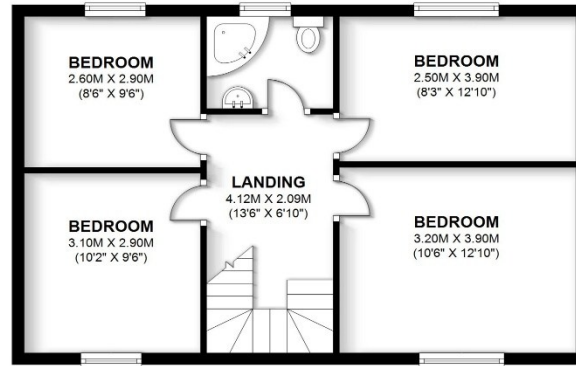 BEDROOM
2.60M X 2.90M
(8'6" X 9'6")
BEDROOM
2.50M X 3.90M
(8'3" X 12'10")
LANDING
4.12M X 2.09M
(13'6" X 6'10")
BEDROOM
3.10M X 2.90M
(10'2" X 9'6")
BEDROOM
3.20M X 3.90M
(10'6" X 12'10")